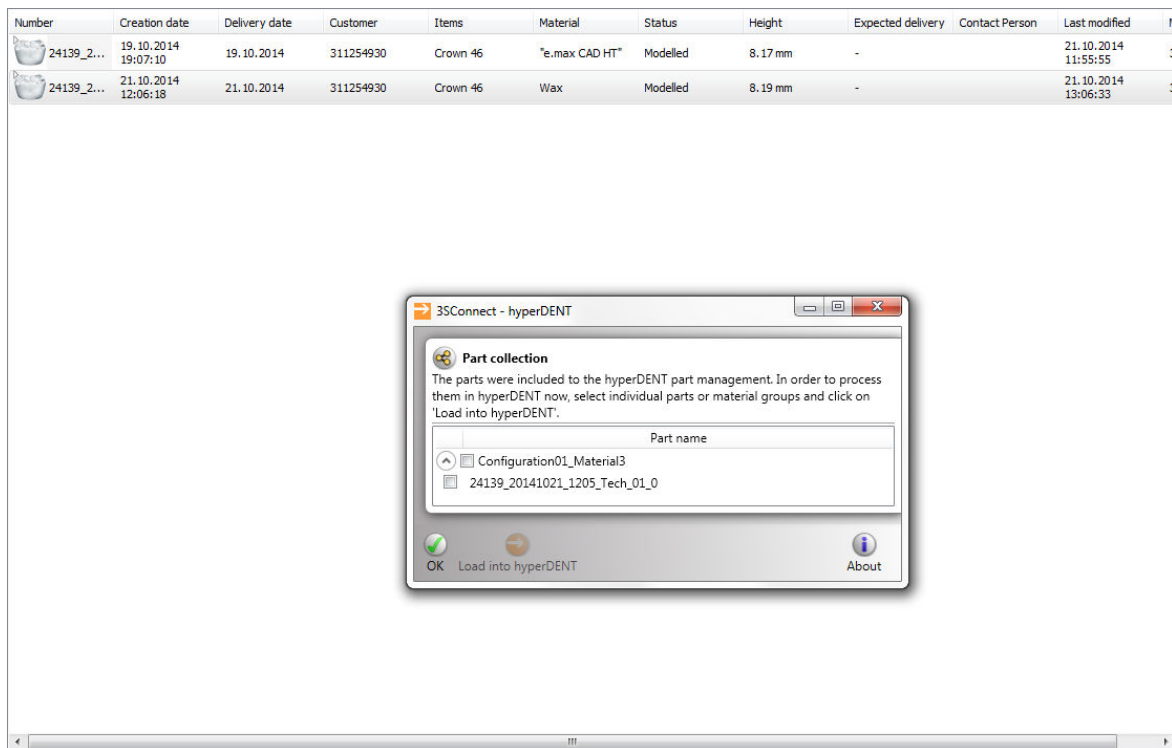 Number Creation date Delivery date Customer Items Material Status Height Expected delivery Contact Person Last modified
24139_2... 19.10.2014 19:07:10 19.10.2014 311254930 Crown 46 "e.max CAD HT" Modelled 8.17 mm - 21.10.2014 11:55:55
24139_2... 21.10.2014 12:06:18 21.10.2014 311254930 Crown 46 Wax Modelled 8.19 mm - 21.10.2014 13:06:33
3SConnect - hyperDENT
Part collection
The parts were included to the hyperDENT part management. In order to process
them in hyperDENT now, select individual parts or material groups and click on
'Load into hyperDENT'.
Part name
Configuration01_Material3
24139_20141021_1205_Tech_01_0
OK Load into hyperDENT About